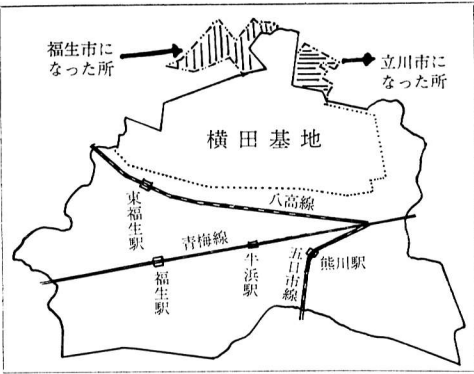 福生市に
なった所
立川市に
なった所
横田基地
八高線
東福生駅
青梅線
牛浜駅
福生駅
五日市線
熊川駅